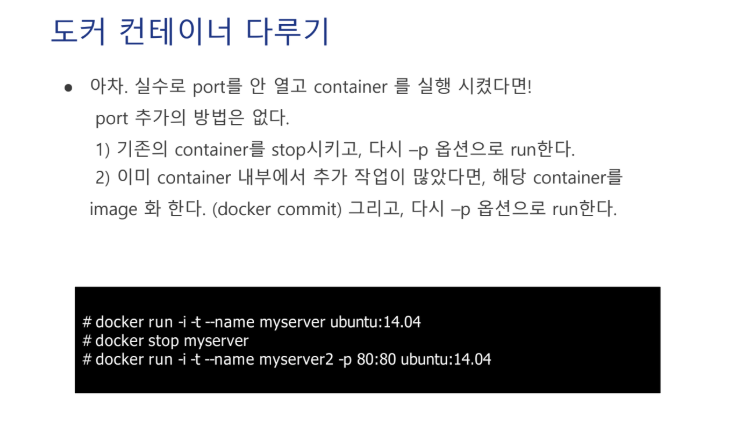 도커 컨테이너 다루기
● 아차. 실수로 port를 안 열고 container 를 실행 시켰다면!
port 추가의 방법은 없다.
1) 기존의 container를 stop시키고, 다시 –p 옵션으로 run한다.
2) 이미 container 내부에서 추가 작업이 많았다면, 해당 container를
image 화 한다. (docker commit) 그리고, 다시 –p 옵션으로 run한다.
# docker run -i -t --name myserver ubuntu:14.04
# docker stop myserver
# docker run -i -t --name myserver2 -p 80:80 ubuntu:14.04